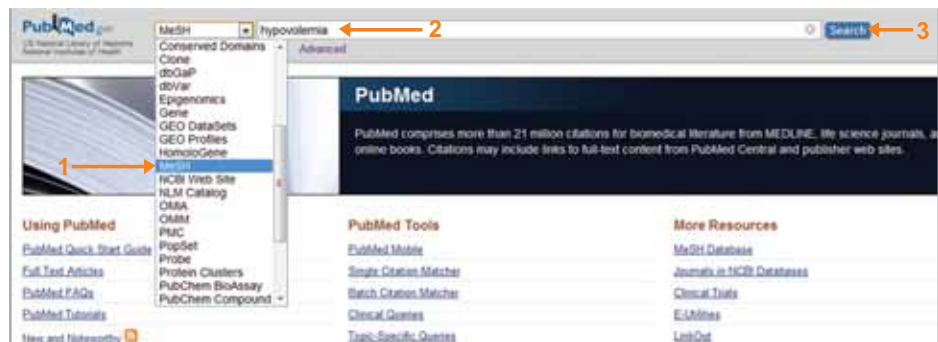 PubMed.gov
US National Library of Medicine
National Institutes of Health
MeSH
hypovolemia
2
Search
3
Advanced
Conserved Domains
Clone
dbGaP
dbVar
Epigenomics
Gene
GEO DataSets
GEO Profiles
HomoloGene
1
MeSH
NCBI Web Site
NLM Catalog
OMIA
OMIM
PMC
PopSet
Probe
Protein Clusters
PubChem BioAssay
PubChem Compound
PubMed
PubMed comprises more than 21 million citations for biomedical literature from MEDLINE, life science journals, a
online books. Citations may include links to full-text content from PubMed Central and publisher web sites.
Using PubMed
PubMed Quick Start Guide
Full Text Articles
PubMed FAQs
PubMed Tutorials
New and Noteworthy
PubMed Tools
PubMed Mobile
Single Citation Matcher
Batch Citation Matcher
Clinical Queries
Topic-Specific Queries
More Resources
MeSH Database
Journals in NCBI Databases
Clinical Trials
E-Utilities
LinkOut